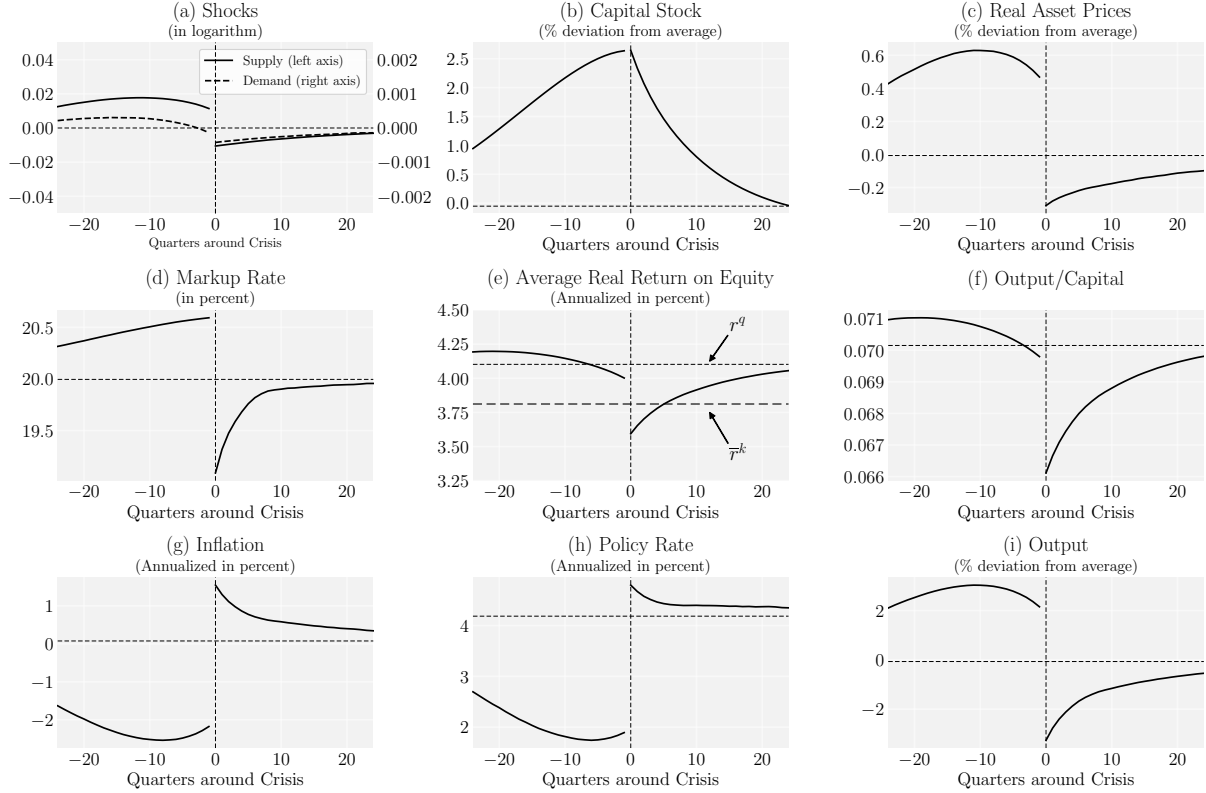 (a) Shocks
(in logarithm)
0.04
0.02
0.00
−0.02
−0.04
Supply (left axis)
Demand (right axis)
0.002
0.001
0.000
−0.001
−0.002
−20 −10 0 10 20
Quarters around Crisis
(b) Capital Stock
(% deviation from average)
2.5
2.0
1.5
1.0
0.5
0.0
−20 −10 0 10 20
Quarters around Crisis
(c) Real Asset Prices
(% deviation from average)
0.6
0.4
0.2
0.0
−0.2
−20 −10 0 10 20
Quarters around Crisis
(d) Markup Rate
(in percent)
20.5
20.0
19.5
−20 −10 0 10 20
Quarters around Crisis
(e) Average Real Return on Equity
(Annualized in percent)
4.50
4.25
4.00
3.75
3.50
3.25
r^q
r̅^k
−20 −10 0 10 20
Quarters around Crisis
(f) Output/Capital
0.071
0.070
0.069
0.068
0.067
0.066
−20 −10 0 10 20
Quarters around Crisis
(g) Inflation
(Annualized in percent)
1
0
−1
−2
−20 −10 0 10 20
Quarters around Crisis
(h) Policy Rate
(Annualized in percent)
4
3
2
−20 −10 0 10 20
Quarters around Crisis
(i) Output
(% deviation from average)
2
0
−2
−20 −10 0 10 20
Quarters around Crisis